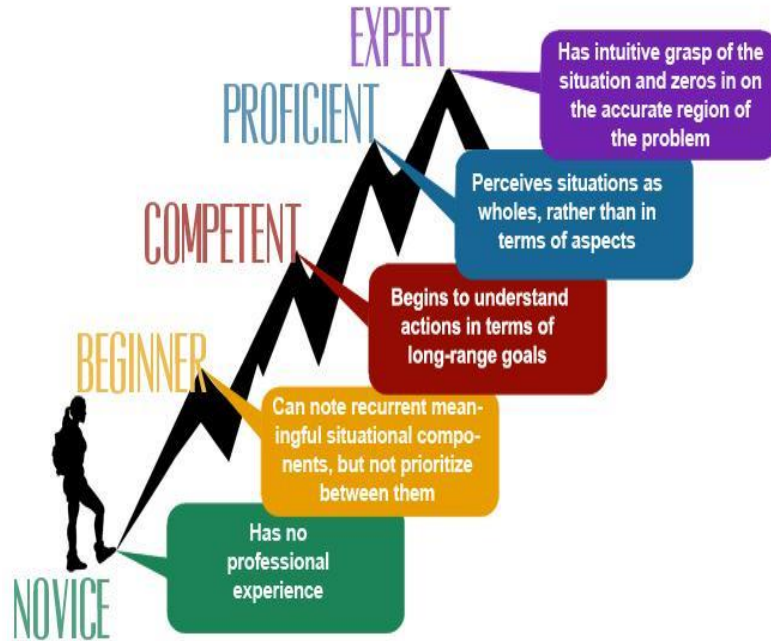 EXPERT
Has intuitive grasp of the
situation and zeros in on
the accurate region of
the problem
PROFICIENT
Perceives situations as
wholes, rather than in
terms of aspects
COMPETENT
Begins to understand
actions in terms of
long-range goals
BEGINNER
Can note recurrent mean-
ingful situational compo-
nents, but not prioritize
between them
Has no
professional
experience
NOVICE